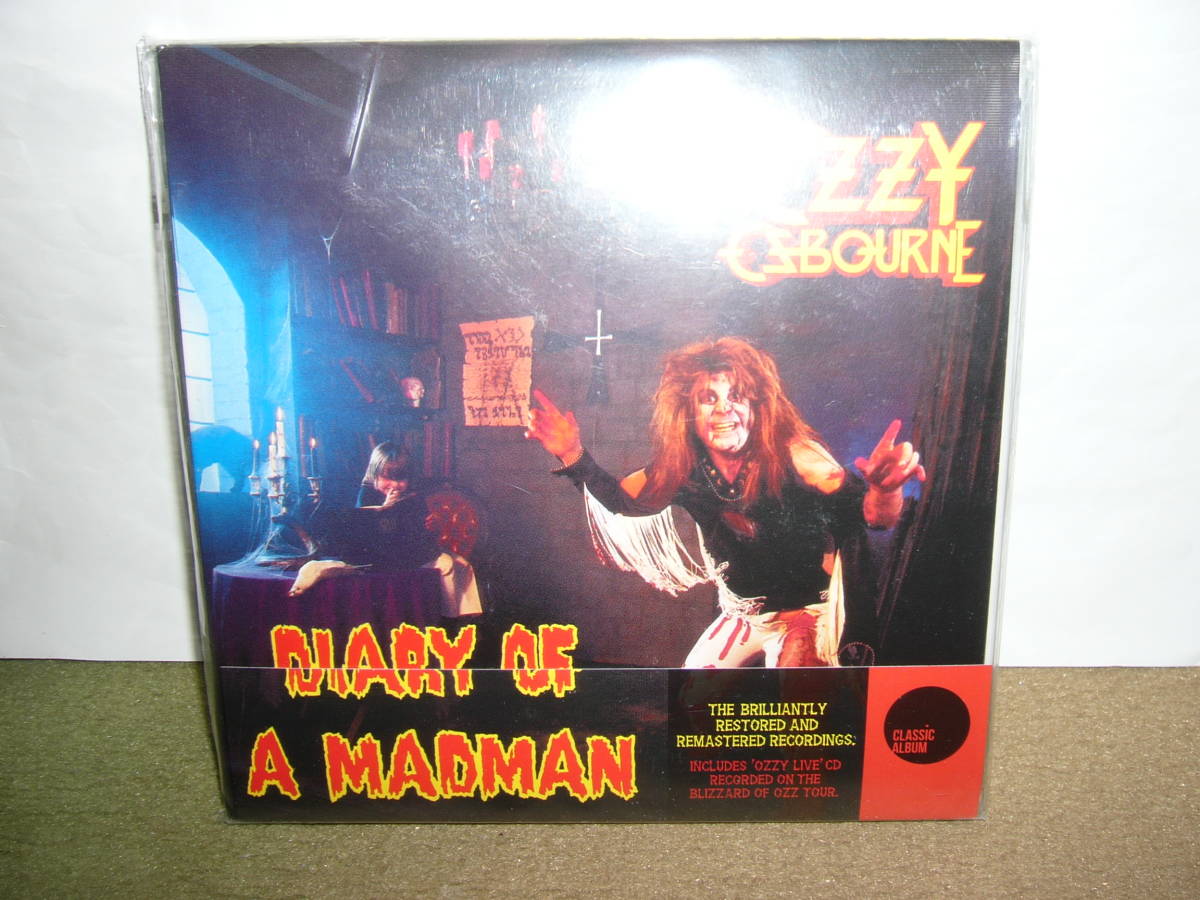 OZZY
OSBOURNE
DIARY OF
A MADMAN
THE BRILLIANTLY
RESTORED AND
REMASTERED RECORDINGS.
INCLUDES 'OZZY LIVE' CD
RECORDED ON THE
BLIZZARD OF OZZ TOUR.
CLASSIC
ALBUM